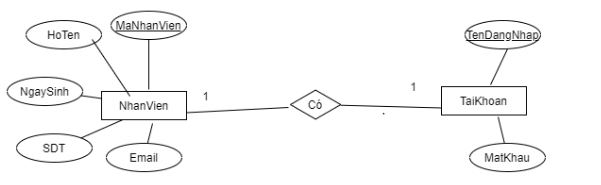 MaNhanVien
HoTen
TenDangNhap
NgaySinh
NhanVien
1
Có
1
TaiKhoan
SDT
Email
MatKhau